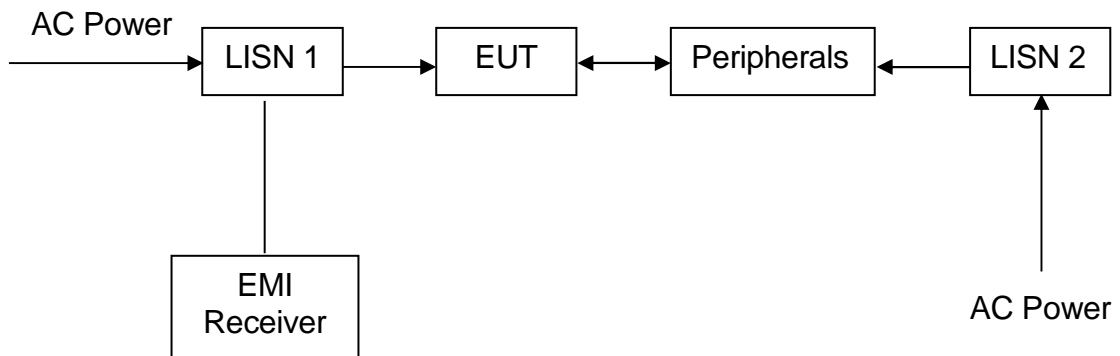 AC Power
LISN 1
EUT
Peripherals
LISN 2
EMI
Receiver
AC Power